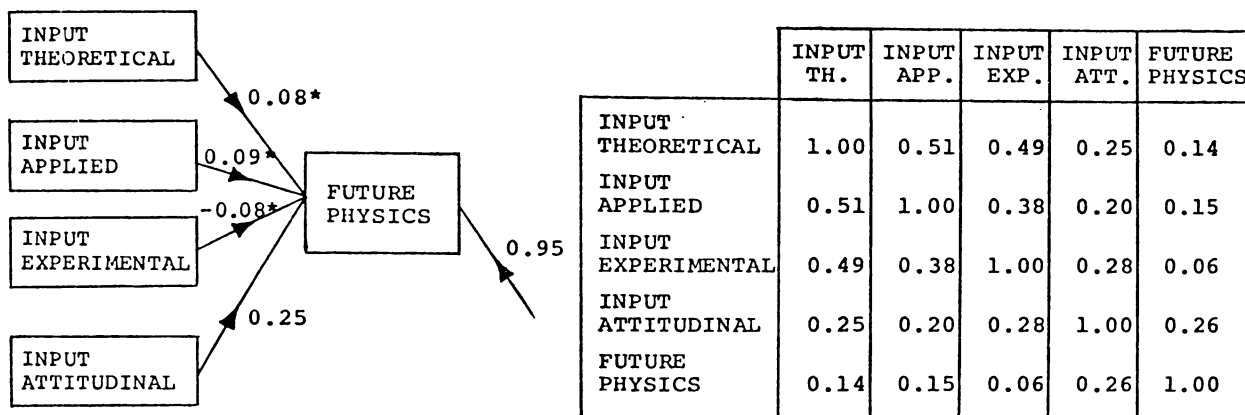 INPUT
THEORETICAL
0.08*
INPUT
APPLIED
0.09*
-0.08*
INPUT
EXPERIMENTAL
0.25
INPUT
ATTITUDINAL
FUTURE
PHYSICS
0.95
INPUT TH. INPUT APP. INPUT EXP. INPUT ATT. FUTURE PHYSICS
INPUT
THEORETICAL 1.00 0.51 0.49 0.25 0.14
INPUT
APPLIED 0.51 1.00 0.38 0.20 0.15
INPUT
EXPERIMENTAL 0.49 0.38 1.00 0.28 0.06
INPUT
ATTITUDINAL 0.25 0.20 0.28 1.00 0.26
FUTURE
PHYSICS 0.14 0.15 0.06 0.26 1.00